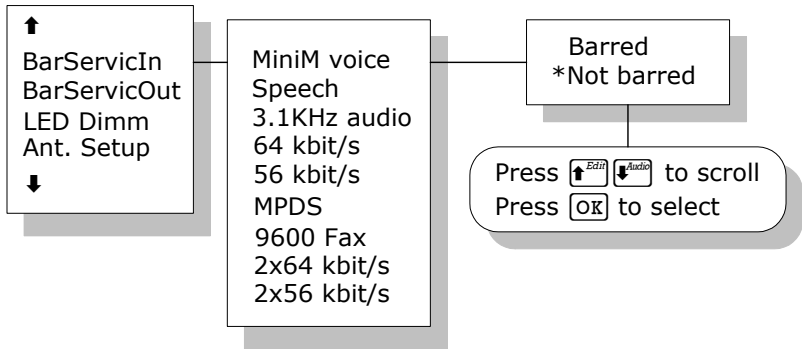 ⬆
BarServicIn
BarServicOut
LED Dimm
Ant. Setup
⬇
MiniM voice
Speech
3.1KHz audio
64 kbit/s
56 kbit/s
MPDS
9600 Fax
2x64 kbit/s
2x56 kbit/s
Barred
*Not barred
Press ⬆Edit ⬇Audio to scroll
Press OK to select